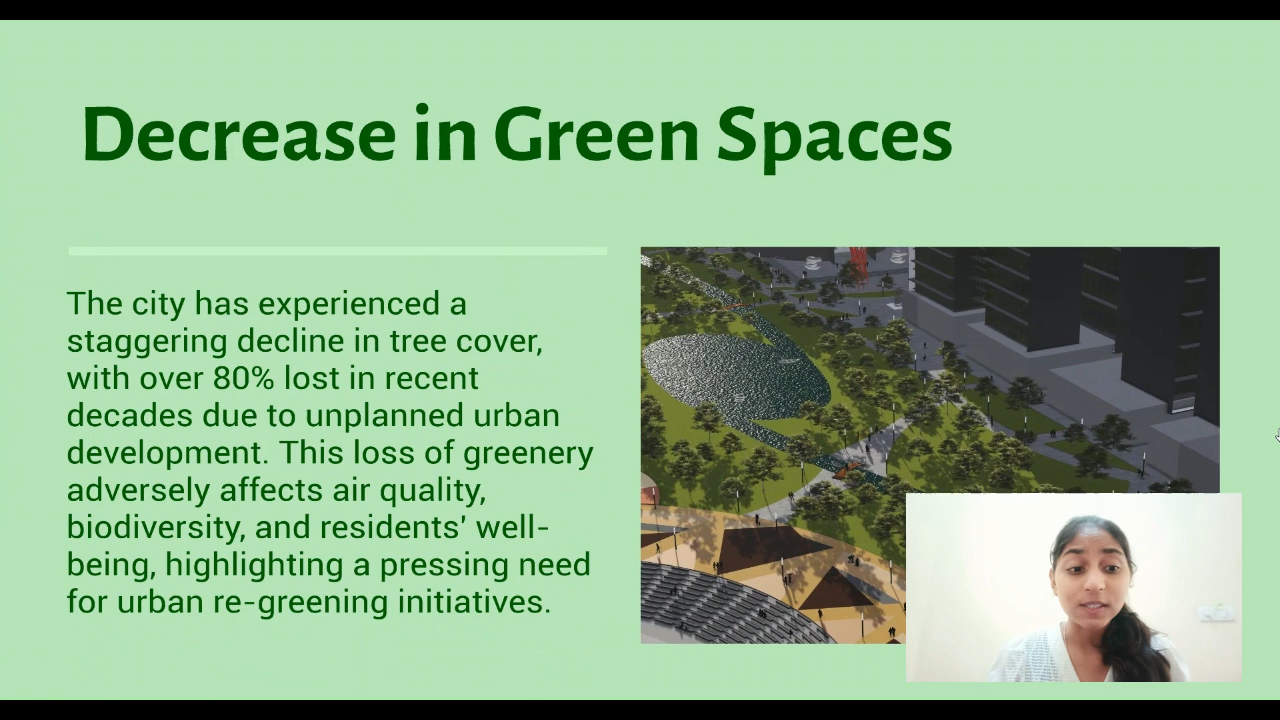 Decrease in Green Spaces
The city has experienced a
staggering decline in tree cover,
with over 80% lost in recent
decades due to unplanned urban
development. This loss of greenery
adversely affects air quality,
biodiversity, and residents' well-
being, highlighting a pressing need
for urban re-greening initiatives.